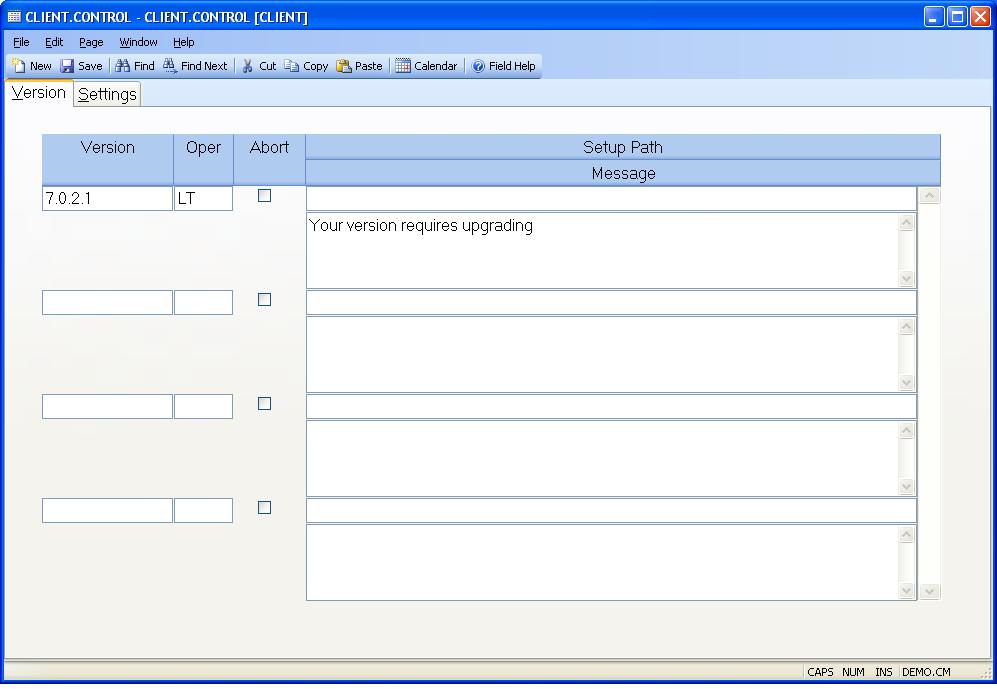 CLIENT.CONTROL - CLIENT.CONTROL [CLIENT]
File Edit Page Window Help
New Save Find Find Next Cut Copy Paste Calendar Field Help
Version Settings
Version Oper Abort Setup Path
Message
7.0.2.1 LT
Your version requires upgrading
CAPS NUM INS DEMO.CM